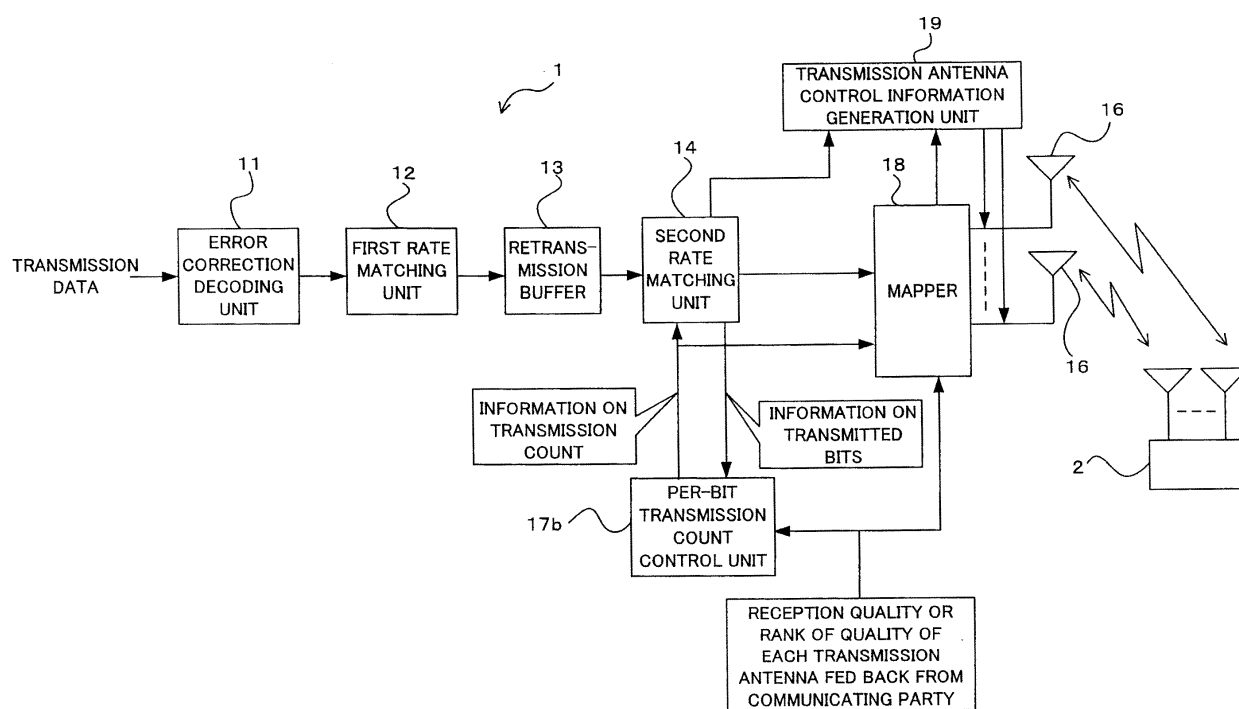 19
TRANSMISSION ANTENNA
CONTROL INFORMATION
GENERATION UNIT
1
16
11
12
13
14
18
TRANSMISSION
DATA
ERROR
CORRECTION
DECODING
UNIT
FIRST RATE
MATCHING
UNIT
RETRANS-
MISSION
BUFFER
SECOND
RATE
MATCHING
UNIT
MAPPER
16
INFORMATION ON
TRANSMISSION
COUNT
INFORMATION ON
TRANSMITTED
BITS
2
17b
PER-BIT
TRANSMISSION
COUNT
CONTROL UNIT
RECEPTION QUALITY OR
RANK OF QUALITY OF
EACH TRANSMISSION
ANTENNA FED BACK FROM
COMMUNICATING PARTY